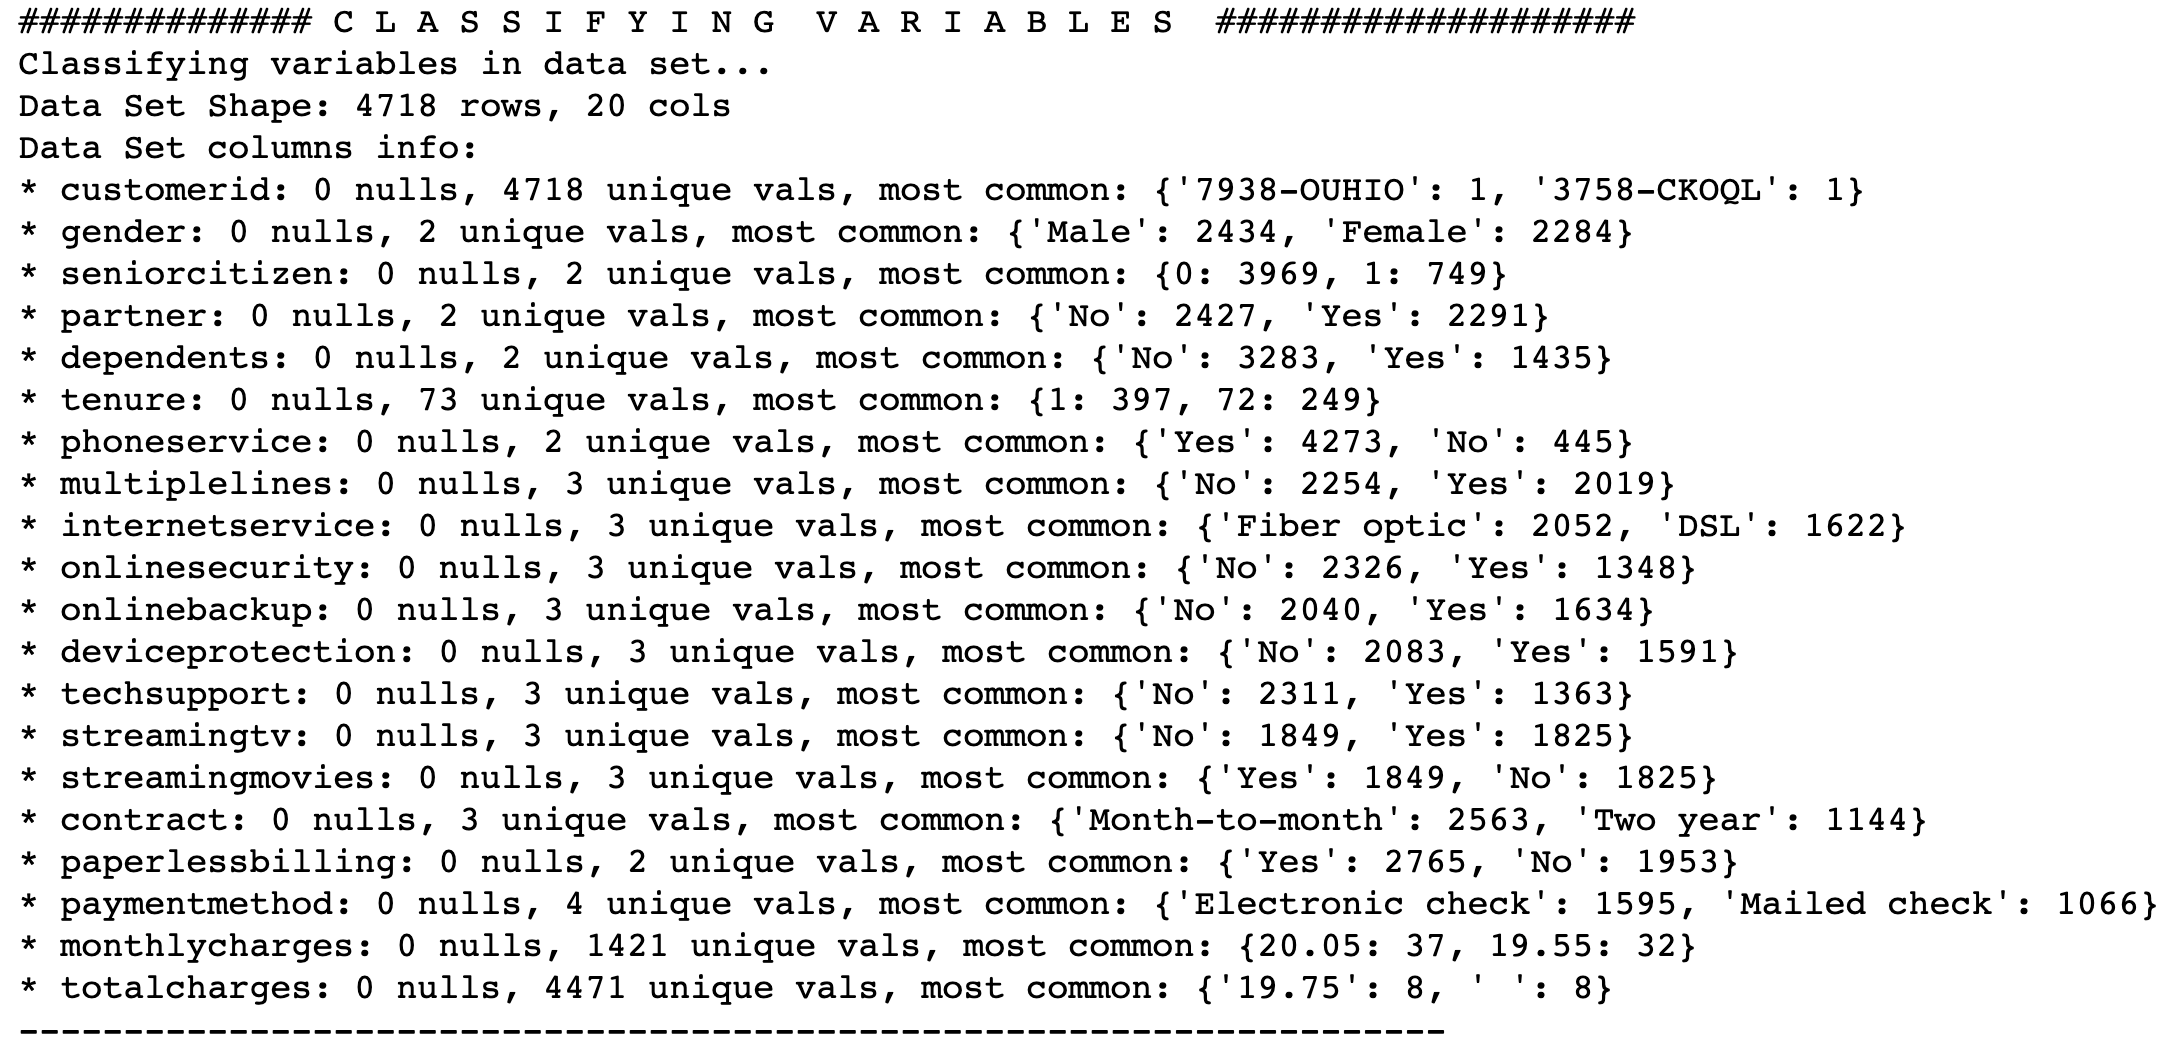 ############## C L A S S I F Y I N G  V A R I A B L E S  ####################
Classifying variables in data set...
Data Set Shape: 4718 rows, 20 cols
Data Set columns info:
* customerid: 0 nulls, 4718 unique vals, most common: {'7938-OUHIO': 1, '3758-CKOQL': 1}
* gender: 0 nulls, 2 unique vals, most common: {'Male': 2434, 'Female': 2284}
* seniorcitizen: 0 nulls, 2 unique vals, most common: {0: 3969, 1: 749}
* partner: 0 nulls, 2 unique vals, most common: {'No': 2427, 'Yes': 2291}
* dependents: 0 nulls, 2 unique vals, most common: {'No': 3283, 'Yes': 1435}
* tenure: 0 nulls, 73 unique vals, most common: {1: 397, 72: 249}
* phoneservice: 0 nulls, 2 unique vals, most common: {'Yes': 4273, 'No': 445}
* multiplelines: 0 nulls, 3 unique vals, most common: {'No': 2254, 'Yes': 2019}
* internetservice: 0 nulls, 3 unique vals, most common: {'Fiber optic': 2052, 'DSL': 1622}
* onlinesecurity: 0 nulls, 3 unique vals, most common: {'No': 2326, 'Yes': 1348}
* onlinebackup: 0 nulls, 3 unique vals, most common: {'No': 2040, 'Yes': 1634}
* deviceprotection: 0 nulls, 3 unique vals, most common: {'No': 2083, 'Yes': 1591}
* techsupport: 0 nulls, 3 unique vals, most common: {'No': 2311, 'Yes': 1363}
* streamingtv: 0 nulls, 3 unique vals, most common: {'No': 1849, 'Yes': 1825}
* streamingmovies: 0 nulls, 3 unique vals, most common: {'Yes': 1849, 'No': 1825}
* contract: 0 nulls, 3 unique vals, most common: {'Month-to-month': 2563, 'Two year': 1144}
* paperlessbilling: 0 nulls, 2 unique vals, most common: {'Yes': 2765, 'No': 1953}
* paymentmethod: 0 nulls, 4 unique vals, most common: {'Electronic check': 1595, 'Mailed check': 1066}
* monthlycharges: 0 nulls, 1421 unique vals, most common: {20.05: 37, 19.55: 32}
* totalcharges: 0 nulls, 4471 unique vals, most common: {'19.75': 8, ' ': 8}
--------------------------------------------------------------------